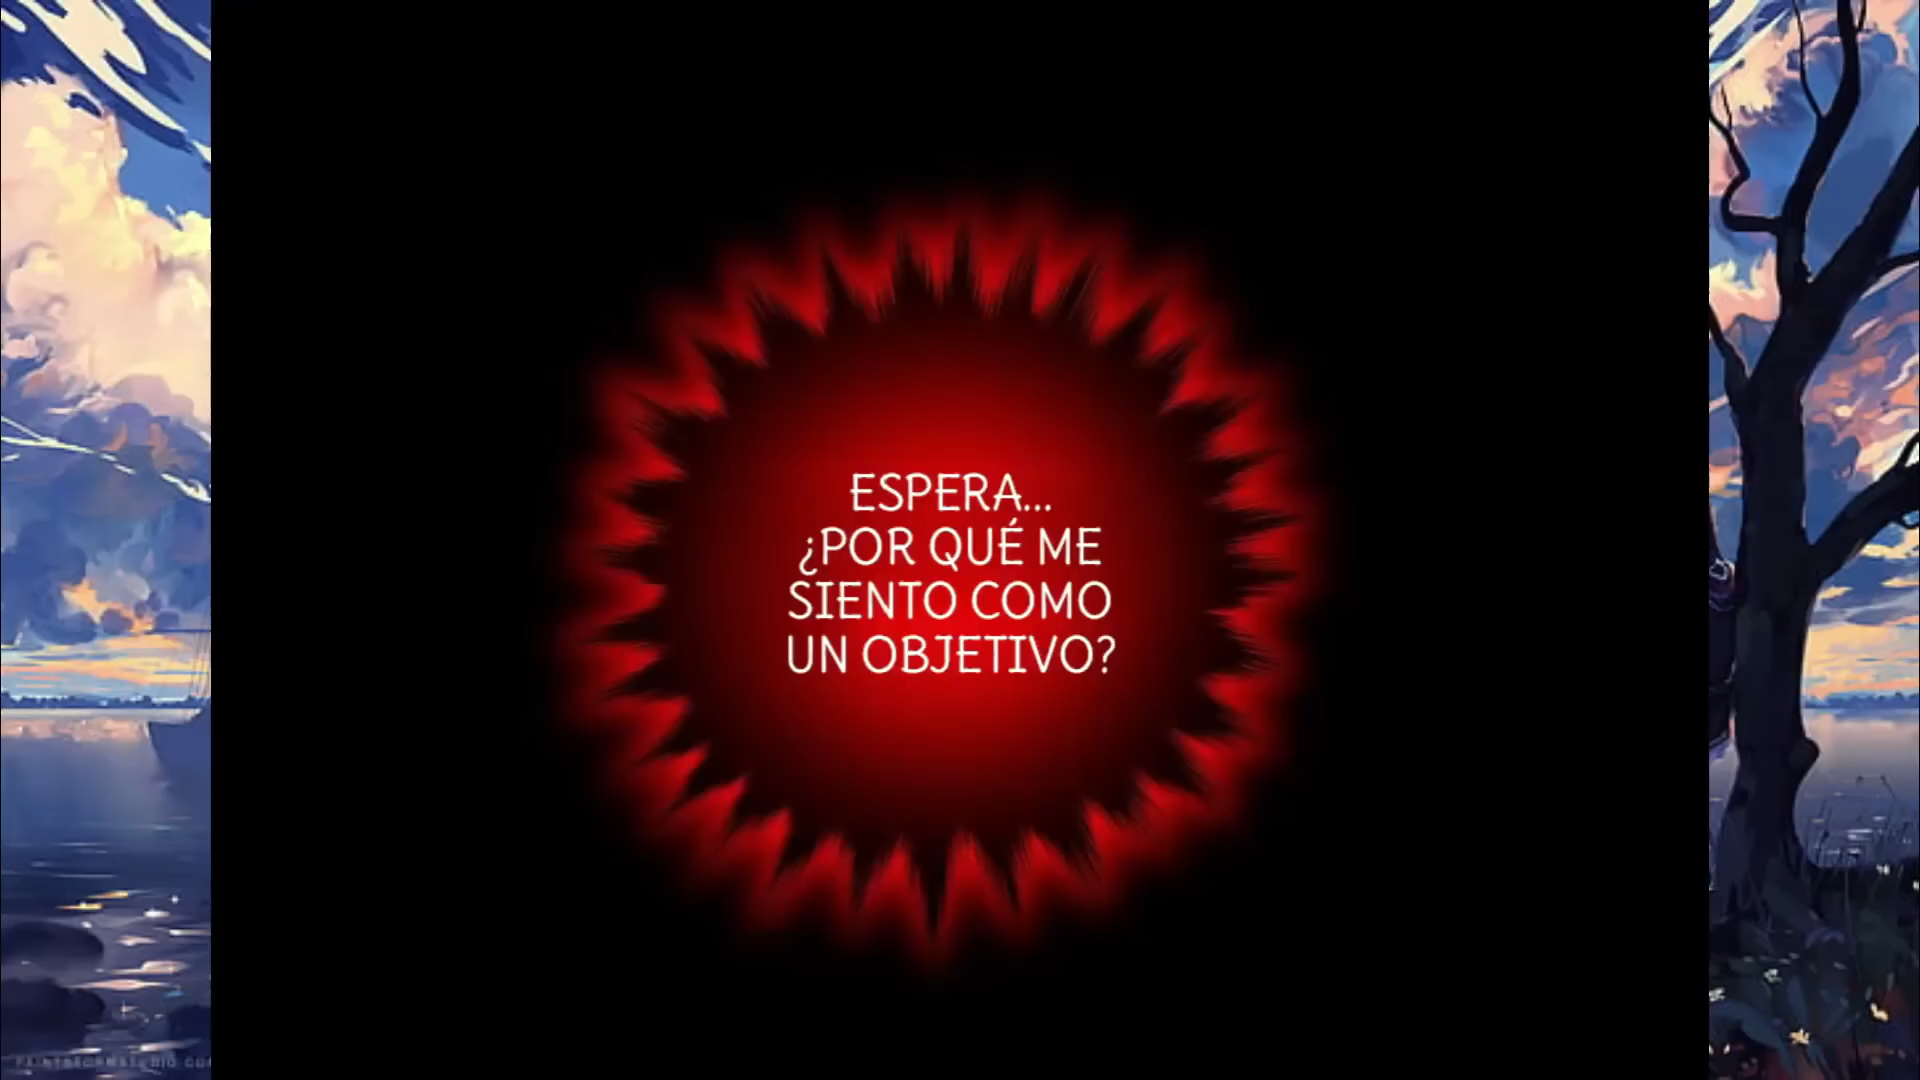 ESPERA...
¿POR QUÉ ME
SIENTO COMO
UN OBJETIVO?